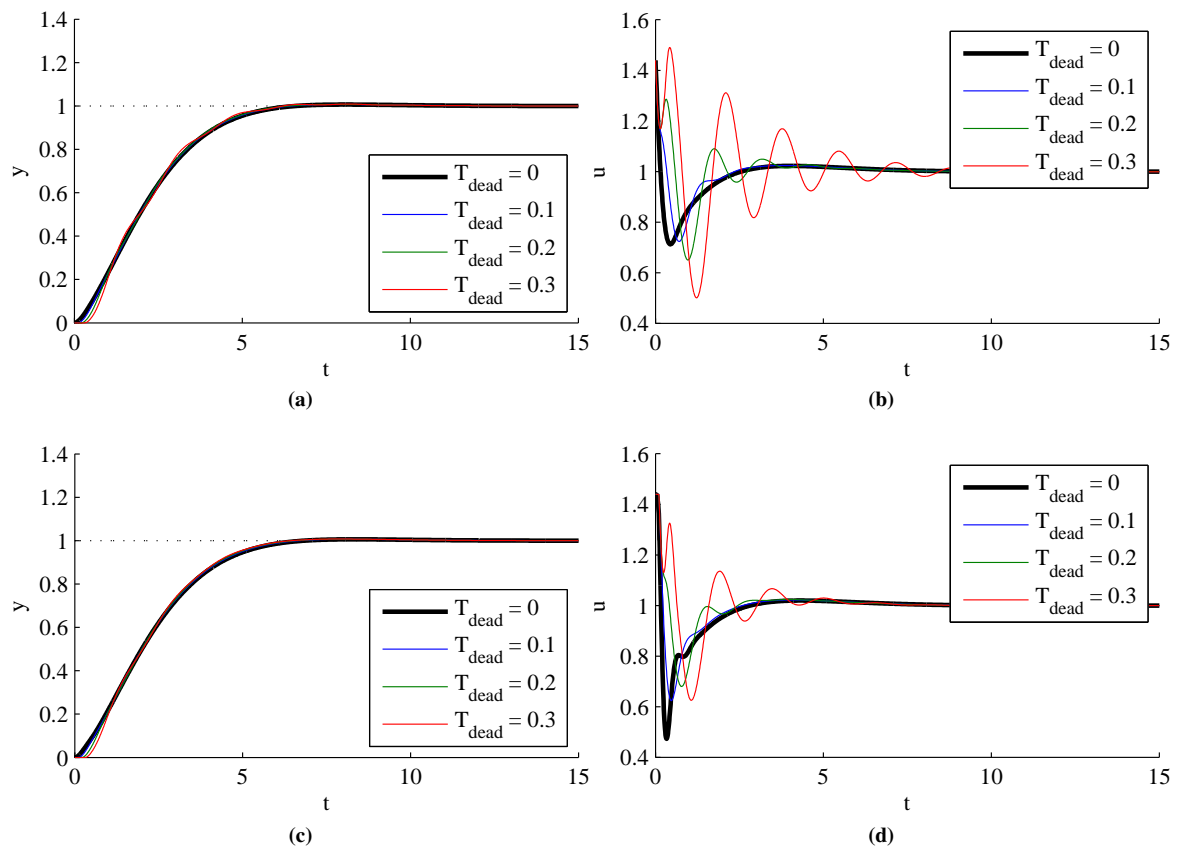 1.4
1.2
1
0.8
0.6
0.4
0.2
0
y
0
5
10
15
t
T_dead = 0
T_dead = 0.1
T_dead = 0.2
T_dead = 0.3
(a)
1.6
1.4
1.2
1
0.8
0.6
0.4
u
0
5
10
15
t
T_dead = 0
T_dead = 0.1
T_dead = 0.2
T_dead = 0.3
(b)
1.4
1.2
1
0.8
0.6
0.4
0.2
0
y
0
5
10
15
t
T_dead = 0
T_dead = 0.1
T_dead = 0.2
T_dead = 0.3
(c)
1.6
1.4
1.2
1
0.8
0.6
0.4
u
0
5
10
15
t
T_dead = 0
T_dead = 0.1
T_dead = 0.2
T_dead = 0.3
(d)